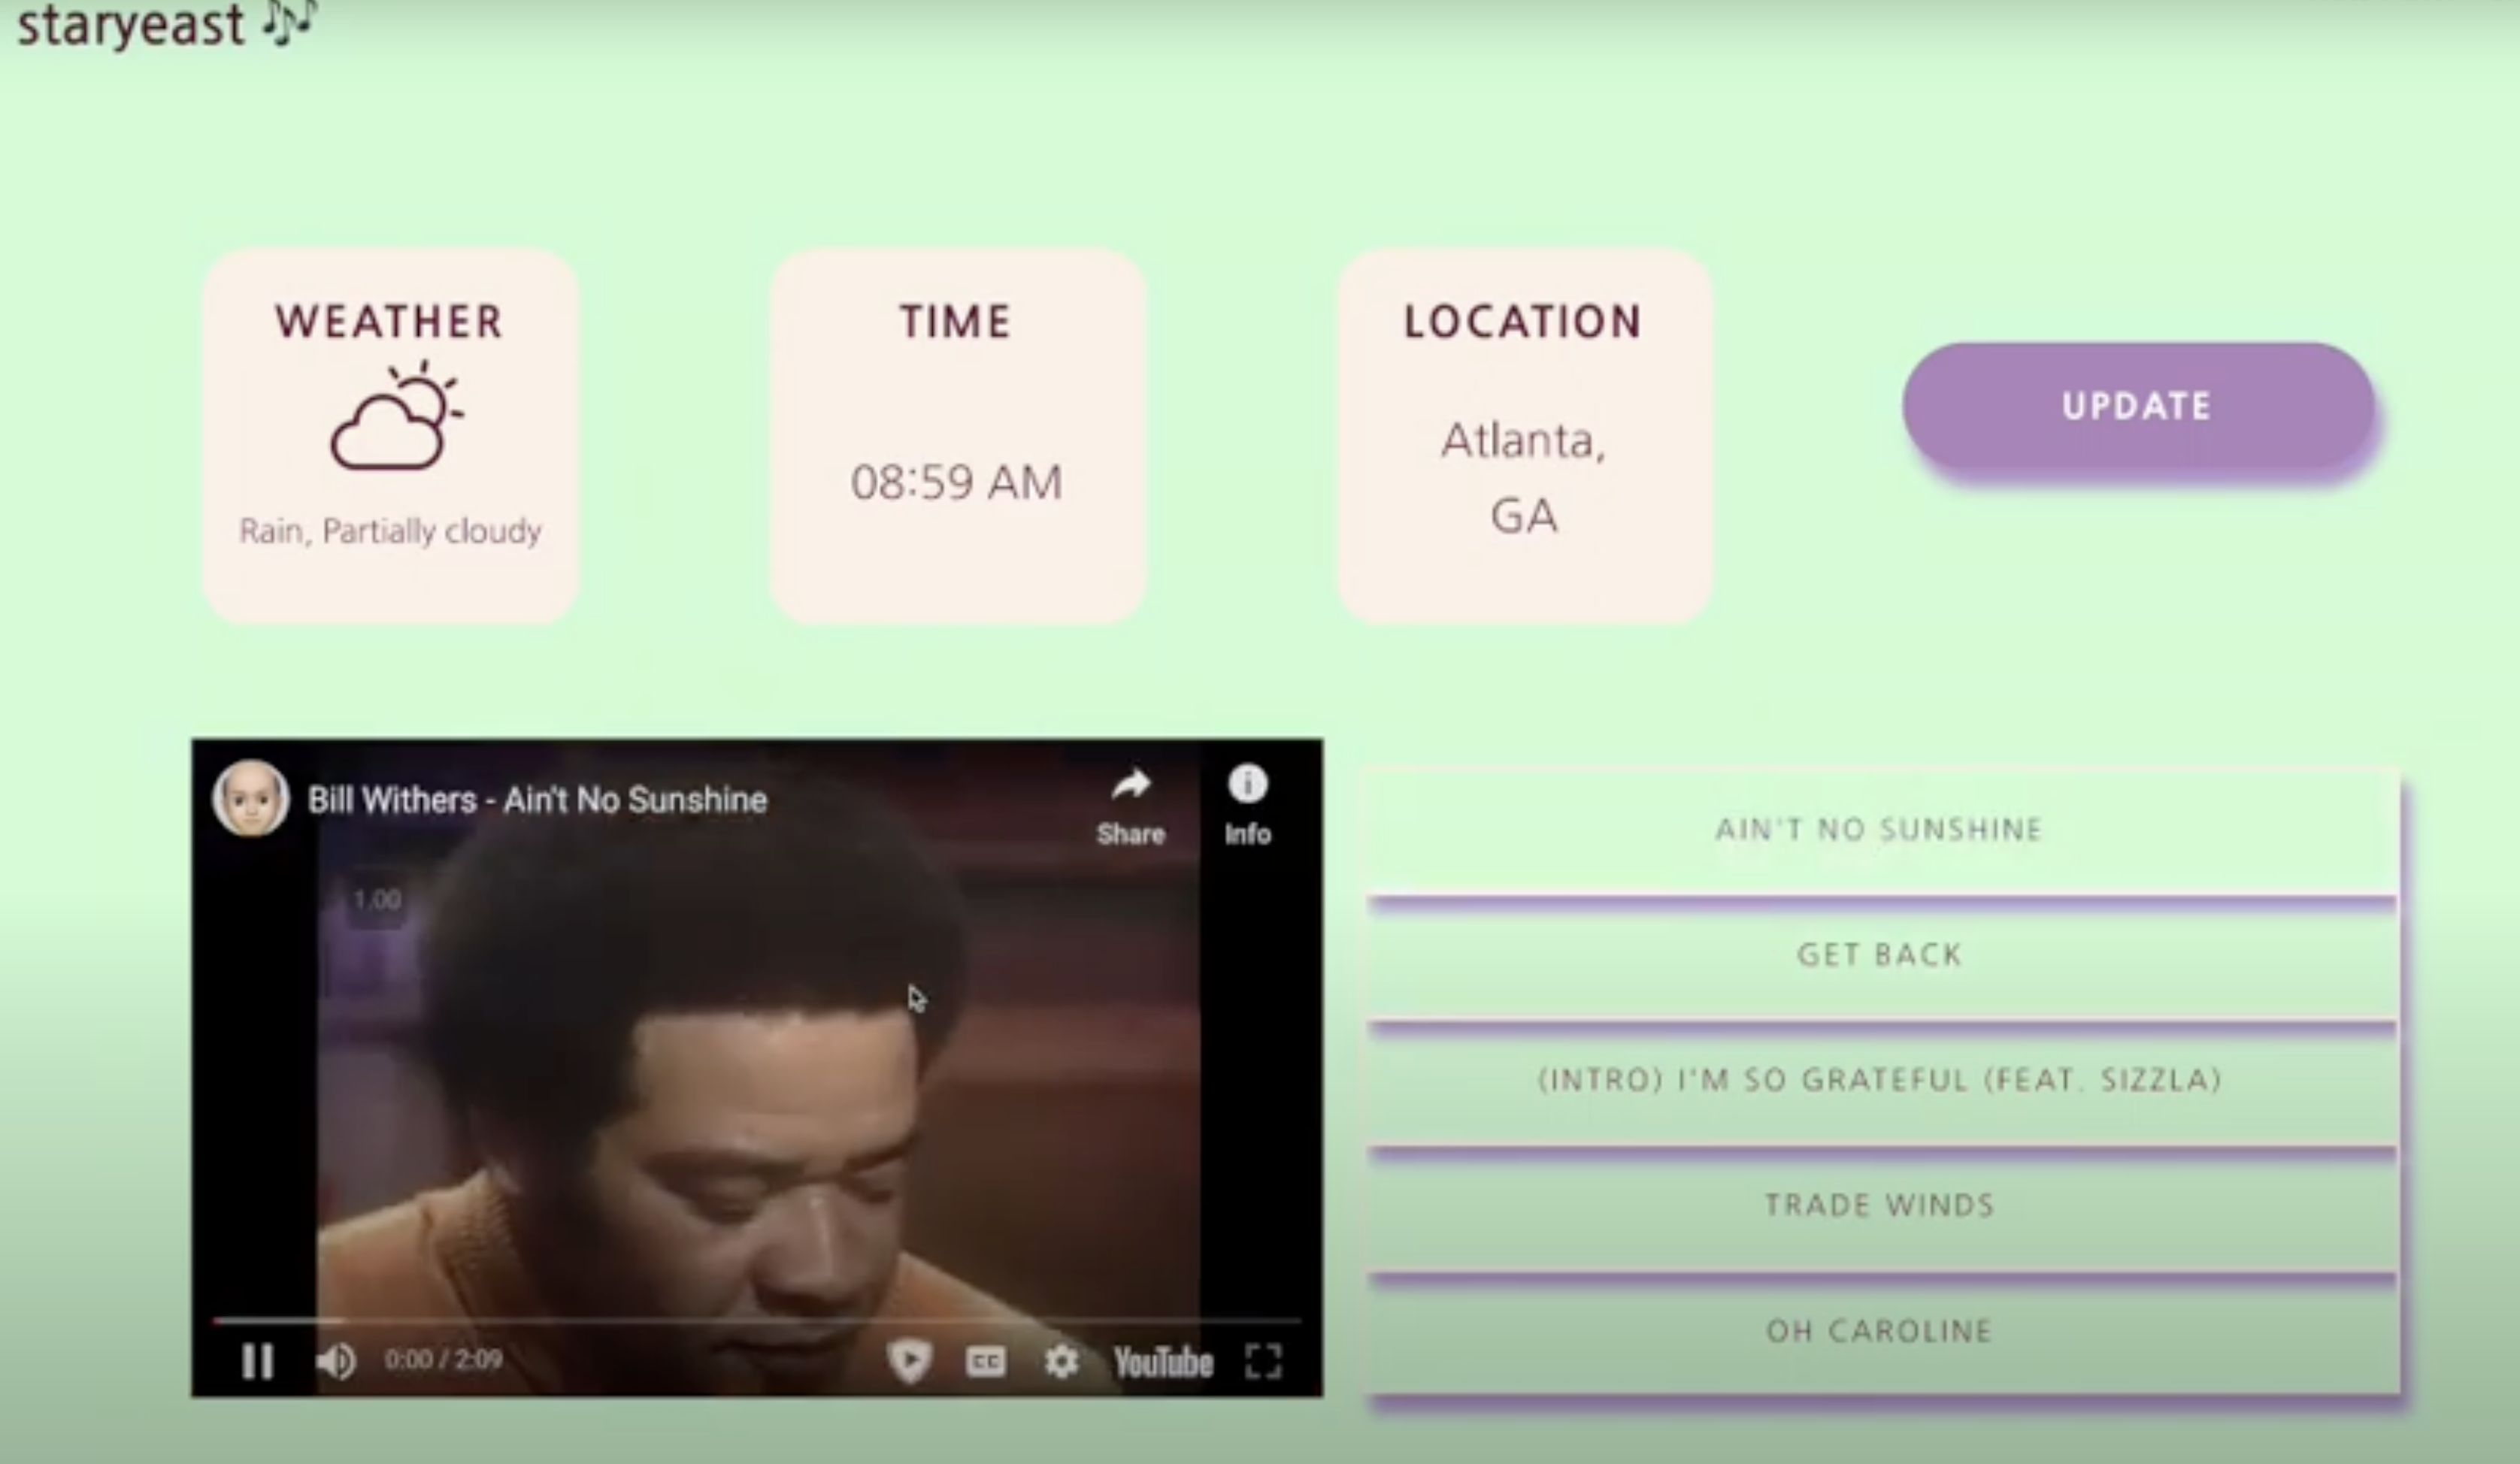 staryeast
WEATHER
Rain, Partially cloudy
TIME
08:59 AM
LOCATION
Atlanta,
GA
UPDATE
Bill Withers - Ain't No Sunshine
Share
Info
1.00
0:00 / 2:09
CC
YouTube
AIN'T NO SUNSHINE
GET BACK
(INTRO) I'M SO GRATEFUL (FEAT. SIZZLA)
TRADE WINDS
OH CAROLINE